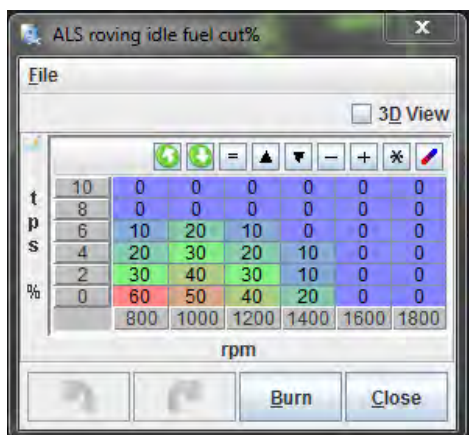 ALS roving idle fuel cut%
x
File
3D View
= - + *
t
p
s
%
10 0 0 0 0 0 0
8 0 0 0 0 0 0
6 10 20 10 0 0 0
4 20 30 20 10 0 0
2 30 40 30 10 0 0
0 60 50 40 20 0 0
800 1000 1200 1400 1600 1800
rpm
Burn Close